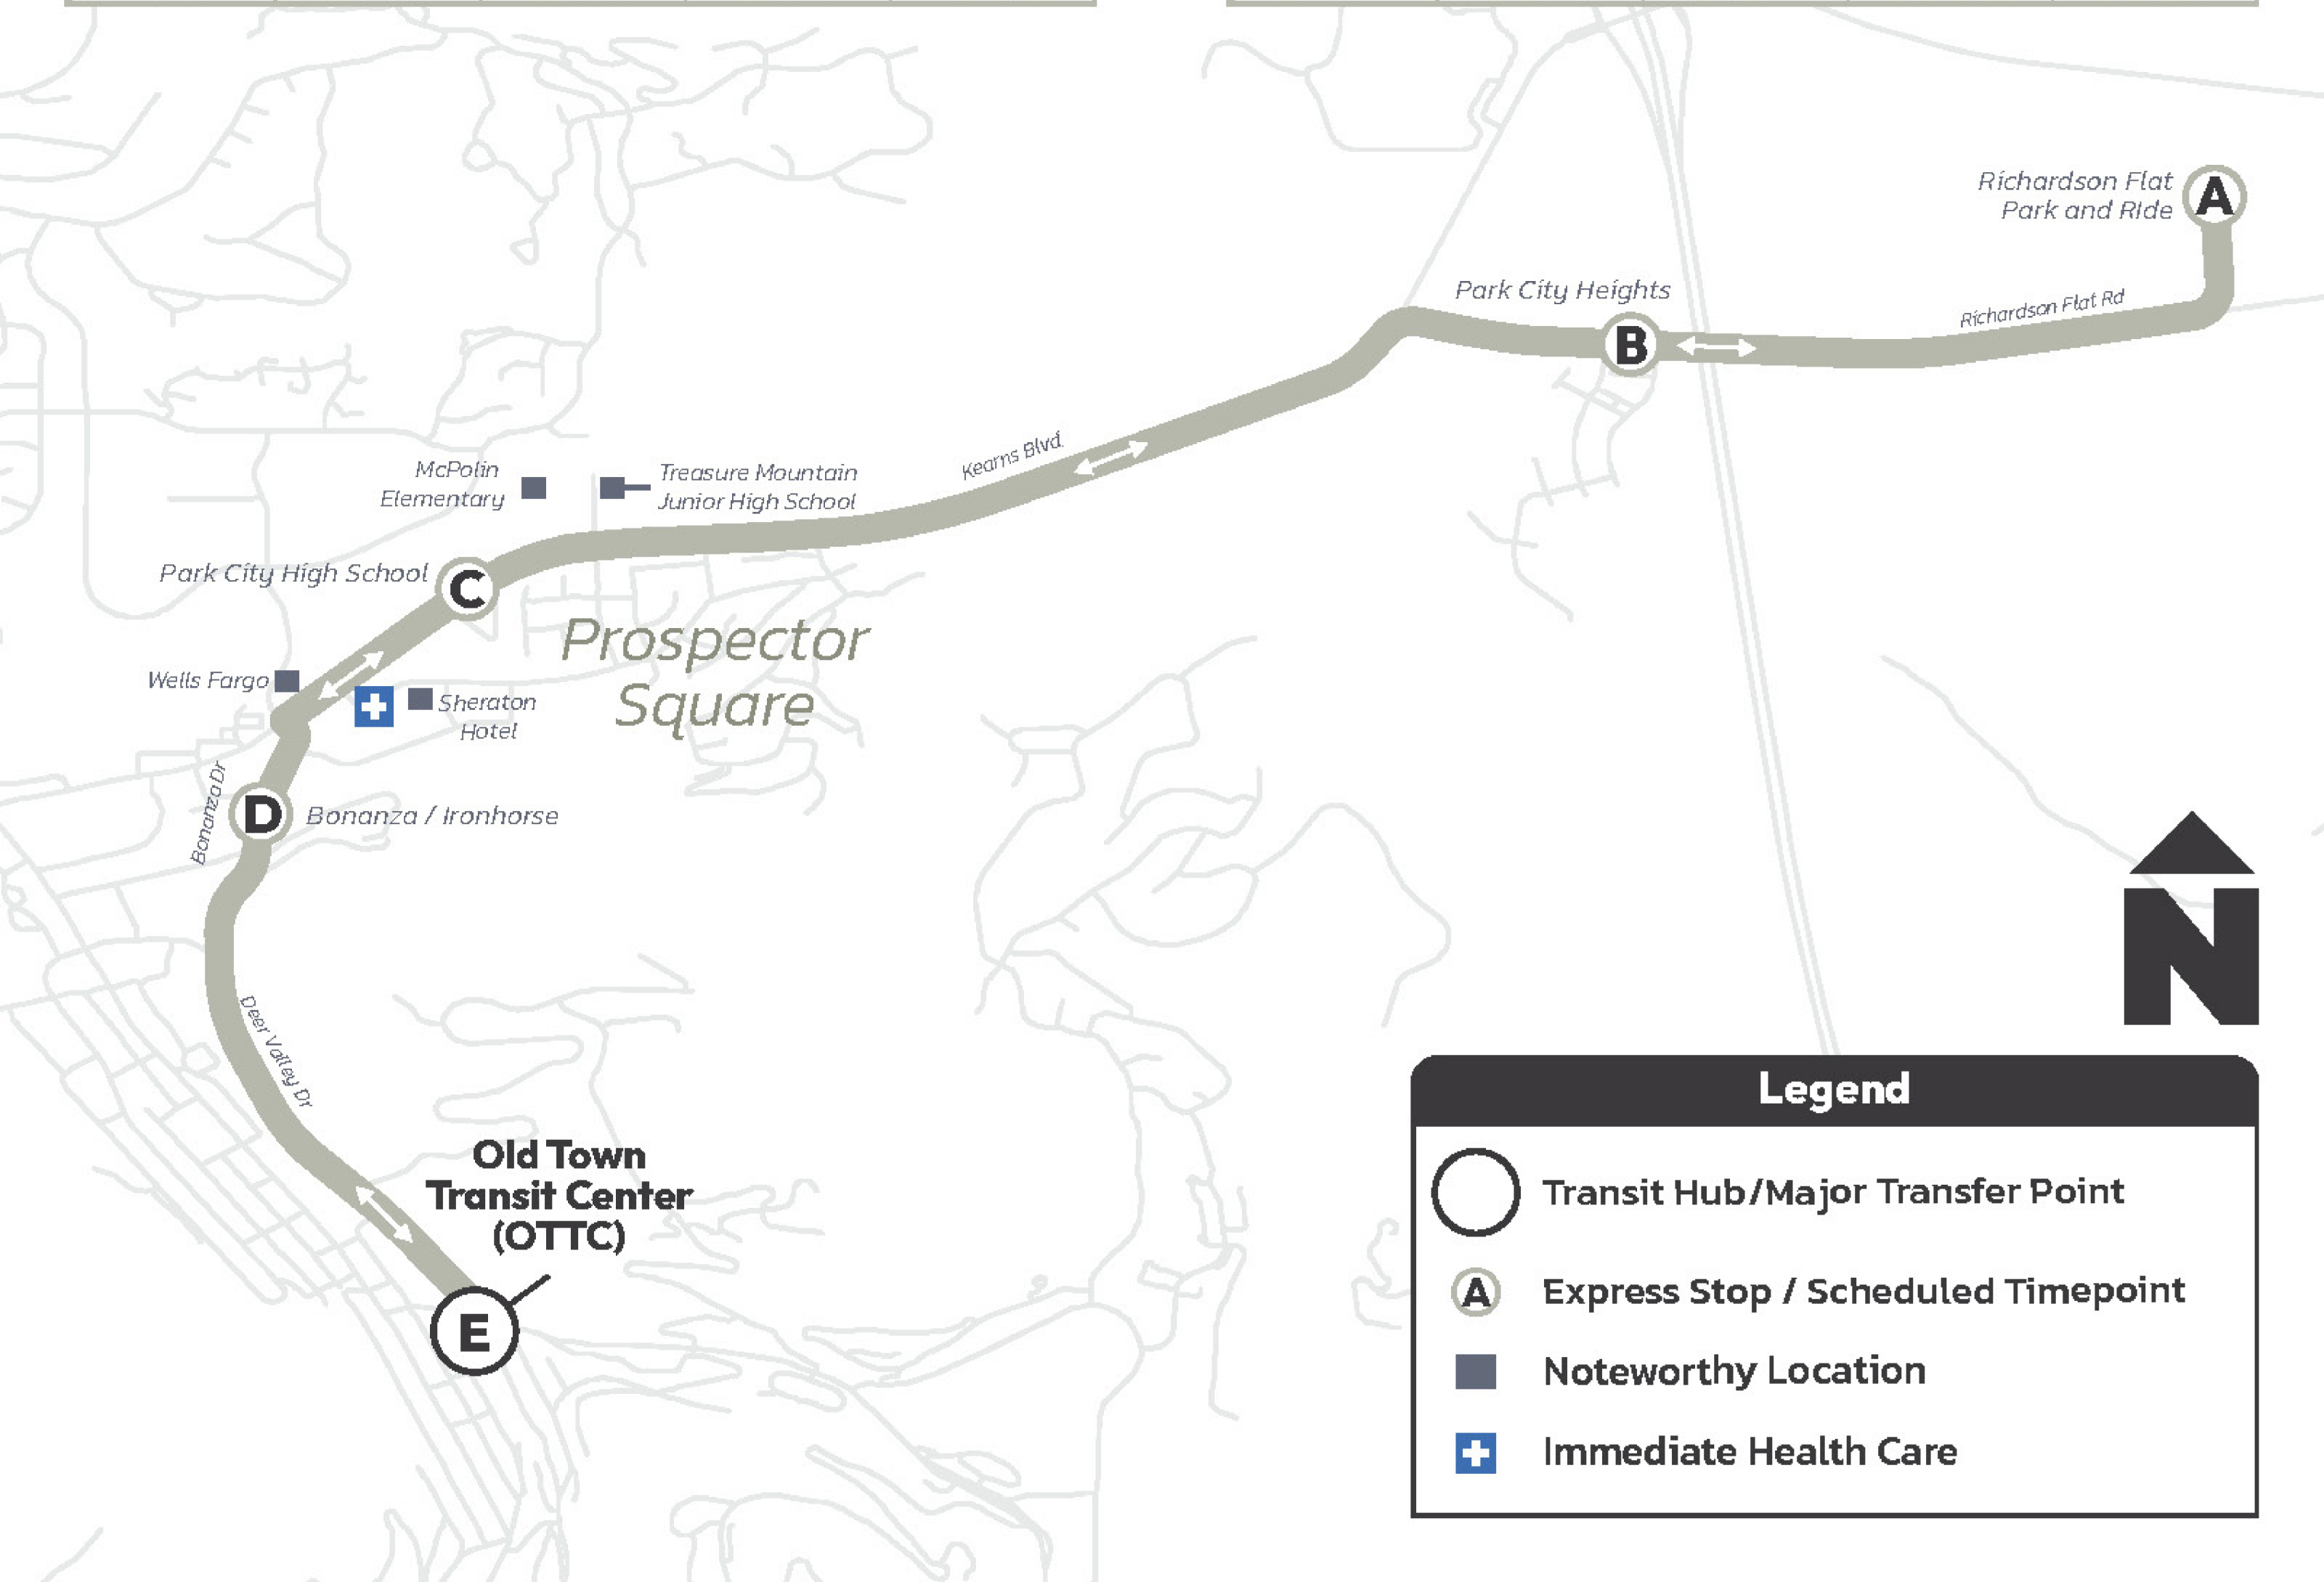 Richardson Flat
Park and RIde
A
Park City Heights
Richardson Flat Rd
B
Kearns Blvd.
McPolin
Elementary
Treasure Mountain
Junior High School
Park City High School
C
Prospector
Square
Wells Fargo
Sheraton
Hotel
Bonanza Dr
D
Bonanza / Ironhorse
Deer Valley Dr
Old Town
Transit Center
(OTTC)
E
N
Legend
Transit Hub/Major Transfer Point
A
Express Stop / Scheduled Timepoint
Noteworthy Location
Immediate Health Care